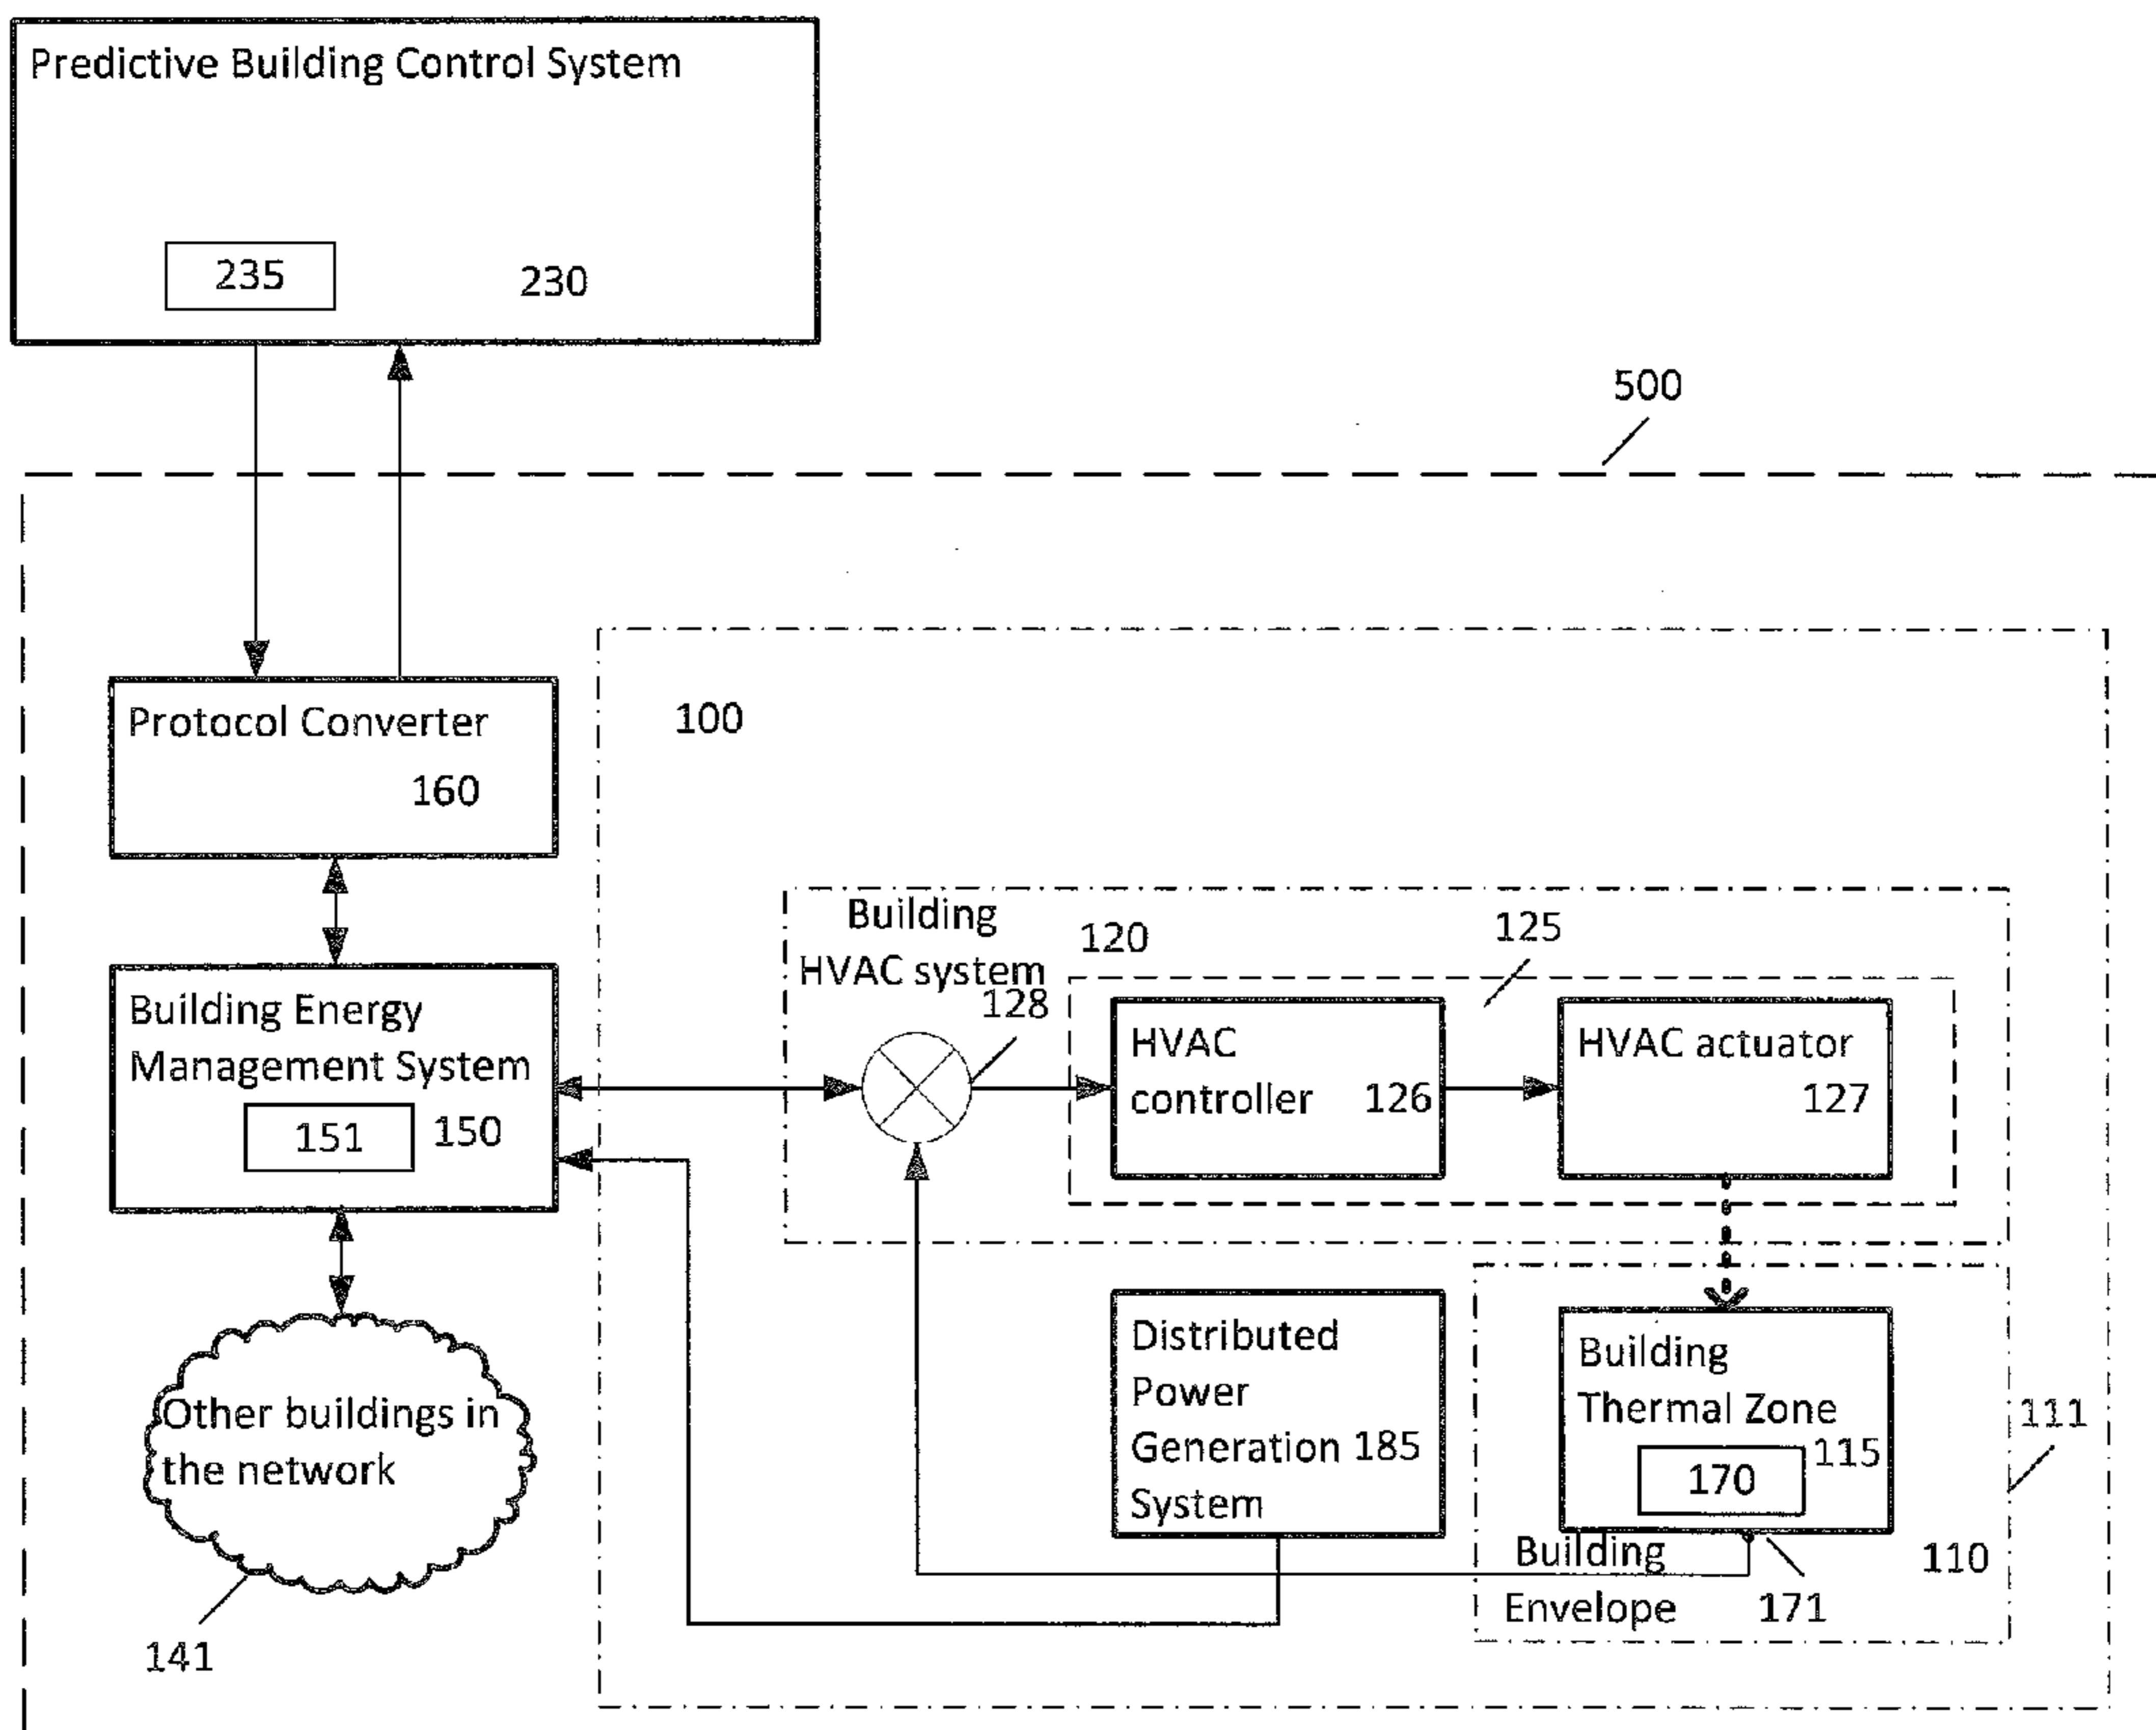 Predictive Building Control System
235
230
500
Protocol Converter
160
100
Building
HVAC system
120
125
128
Building Energy
Management System
151
150
HVAC
controller
126
HVAC actuator
127
Distributed
Power
Generation 185
System
Building
Thermal Zone
115
170
111
Other buildings in
the network
141
Building
Envelope
110
171